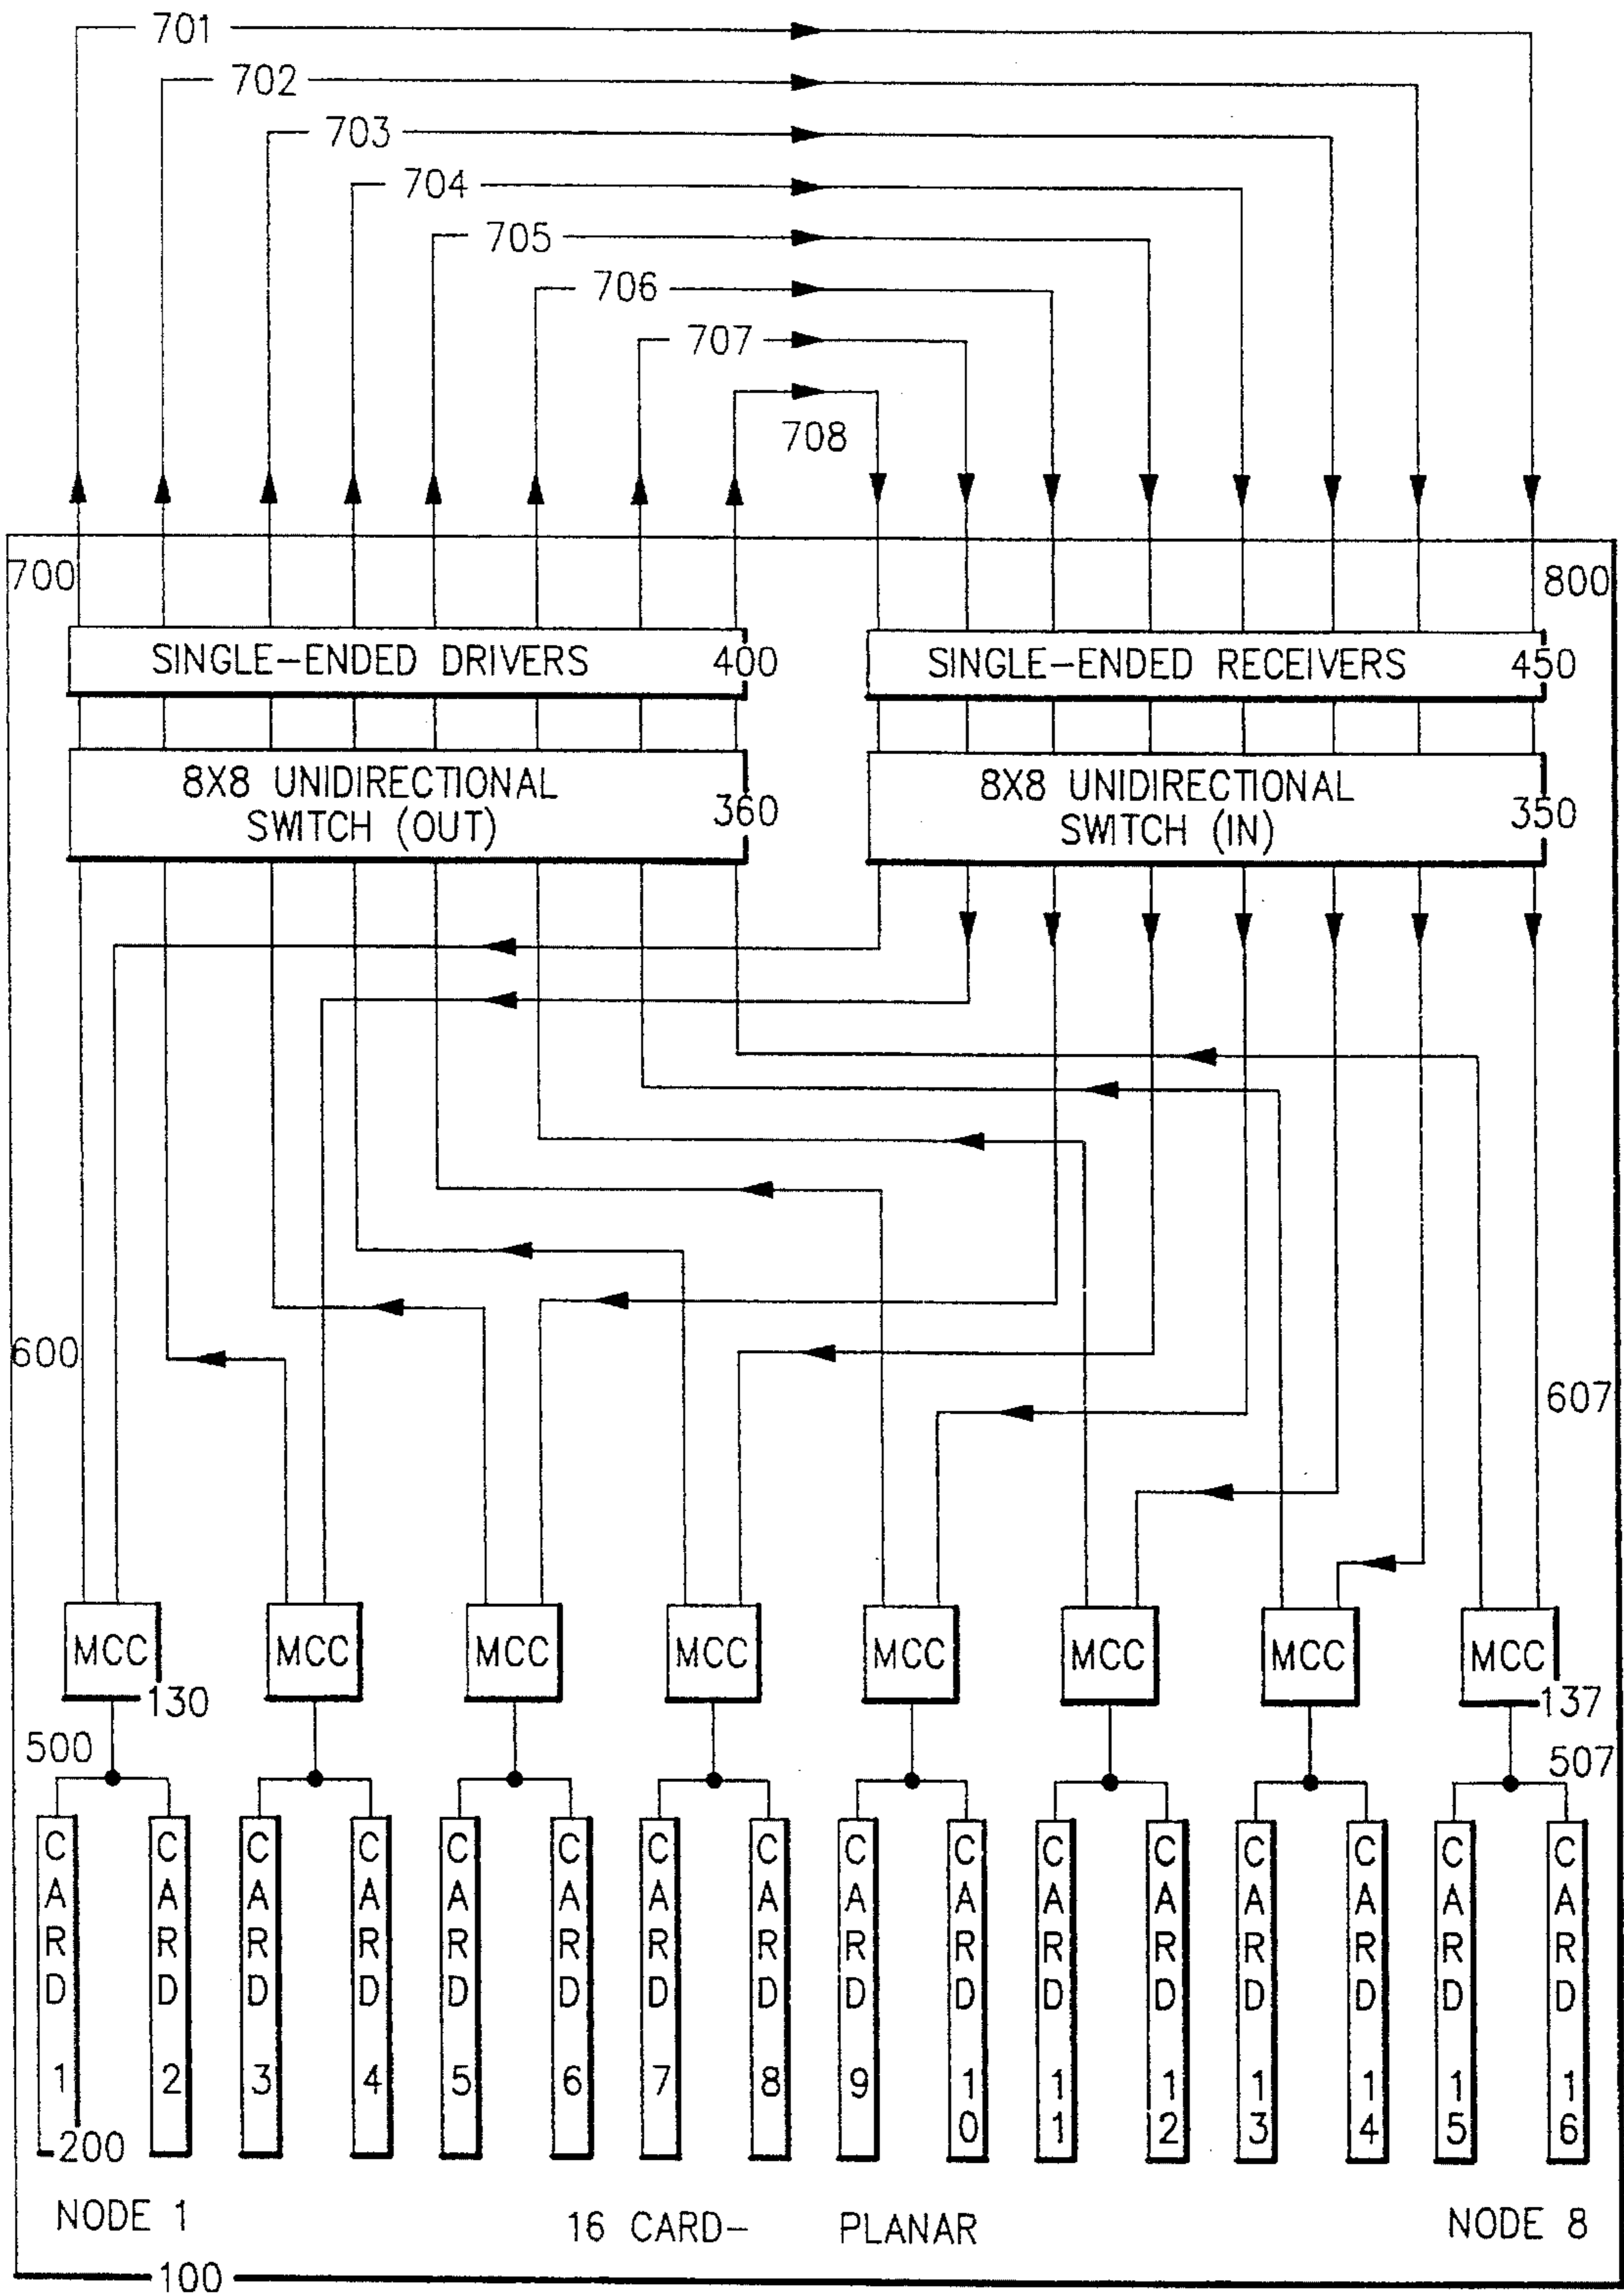 701
702
703
704
705
706
707
708
700
800
SINGLE-ENDED DRIVERS 400
SINGLE-ENDED RECEIVERS 450
8X8 UNIDIRECTIONAL
SWITCH (OUT)
360
8X8 UNIDIRECTIONAL
SWITCH (IN)
350
600
607
MCC
MCC
MCC
MCC
MCC
MCC
MCC
MCC
130
137
500
507
CARD 1
CARD 2
CARD 3
CARD 4
CARD 5
CARD 6
CARD 7
CARD 8
CARD 9
CARD 10
CARD 11
CARD 12
CARD 13
CARD 14
CARD 15
CARD 16
200
NODE 1
16 CARD- PLANAR
NODE 8
100